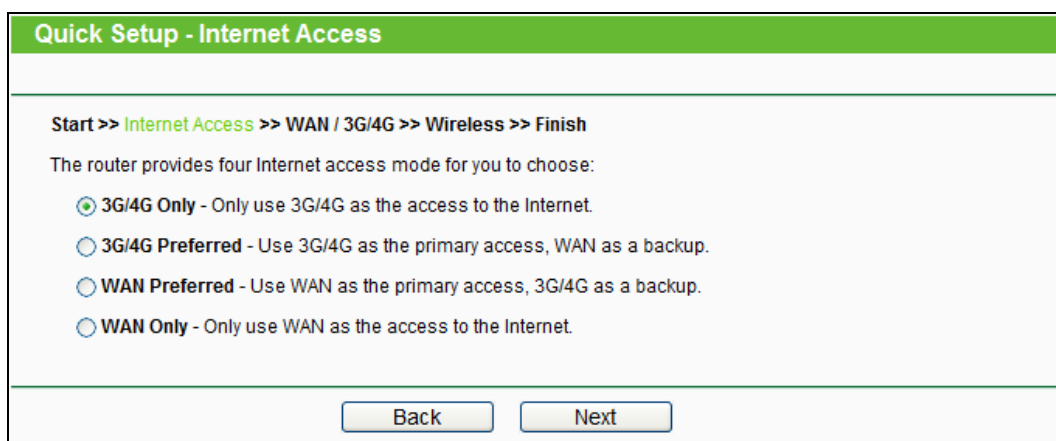 Quick Setup - Internet Access
Start >> Internet Access >> WAN / 3G/4G >> Wireless >> Finish
The router provides four Internet access mode for you to choose:
3G/4G Only - Only use 3G/4G as the access to the Internet.
3G/4G Preferred - Use 3G/4G as the primary access, WAN as a backup.
WAN Preferred - Use WAN as the primary access, 3G/4G as a backup.
WAN Only - Only use WAN as the access to the Internet.
Back Next